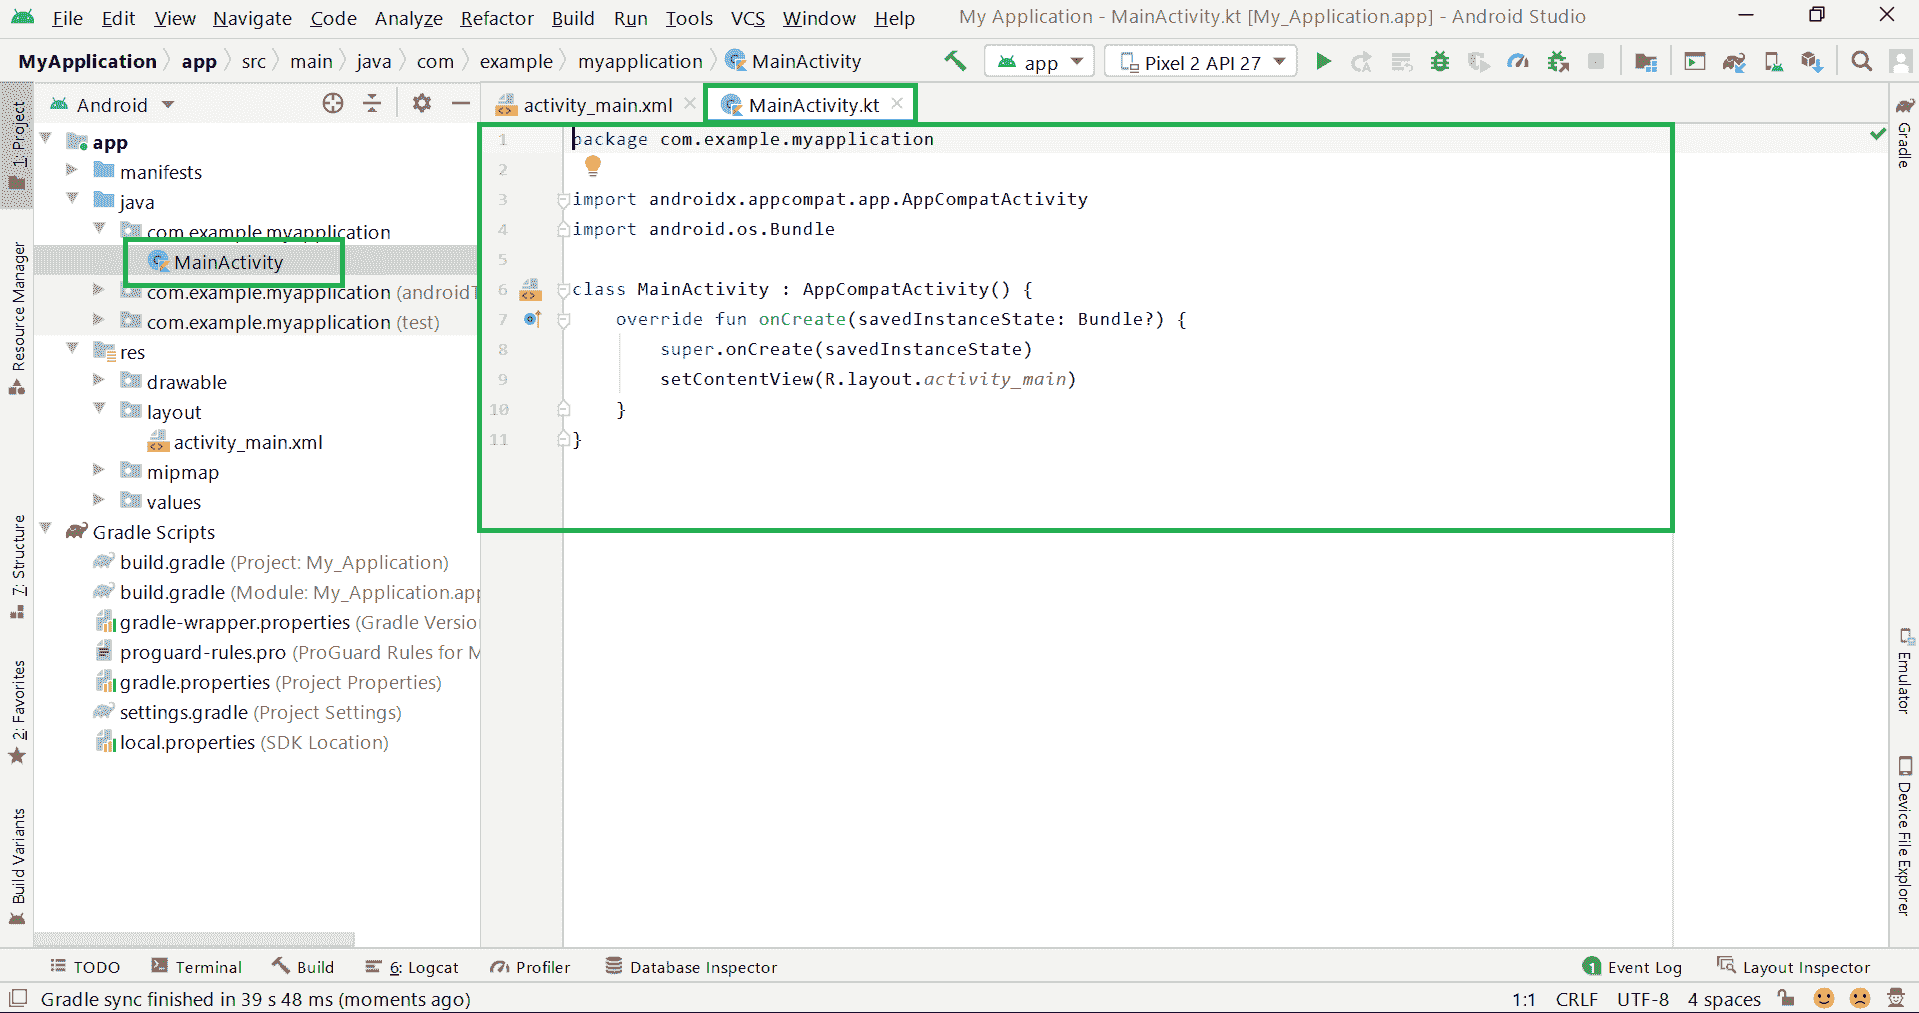 File Edit View Navigate Code Analyze Refactor Build Run Tools VCS Window Help My Application - MainActivity.kt [My_Application.app] - Android Studio
MyApplication app src main java com example myapplication MainActivity app Pixel 2 API 27
Android
activity_main.xml MainActivity.kt
app
manifests
java
com.example.myapplication
MainActivity
com.example.myapplication (androidT
com.example.myapplication (test)
res
drawable
layout
activity_main.xml
mipmap
values
Gradle Scripts
build.gradle (Project: My_Application)
build.gradle (Module: My_Application.app
gradle-wrapper.properties (Gradle Versio
proguard-rules.pro (ProGuard Rules for M
gradle.properties (Project Properties)
settings.gradle (Project Settings)
local.properties (SDK Location)
1 package com.example.myapplication
2
3 import androidx.appcompat.app.AppCompatActivity
4 import android.os.Bundle
5
6 class MainActivity : AppCompatActivity() {
7 override fun onCreate(savedInstanceState: Bundle?) {
8 super.onCreate(savedInstanceState)
9 setContentView(R.layout.activity_main)
10 }
11 }
1: Project
Resource Manager
7: Structure
2: Favorites
Build Variants
Gradle
Emulator
Device File Explorer
TODO Terminal Build 6: Logcat Profiler Database Inspector 1 Event Log Layout Inspector
Gradle sync finished in 39 s 48 ms (moments ago) 1:1 CRLF UTF-8 4 spaces